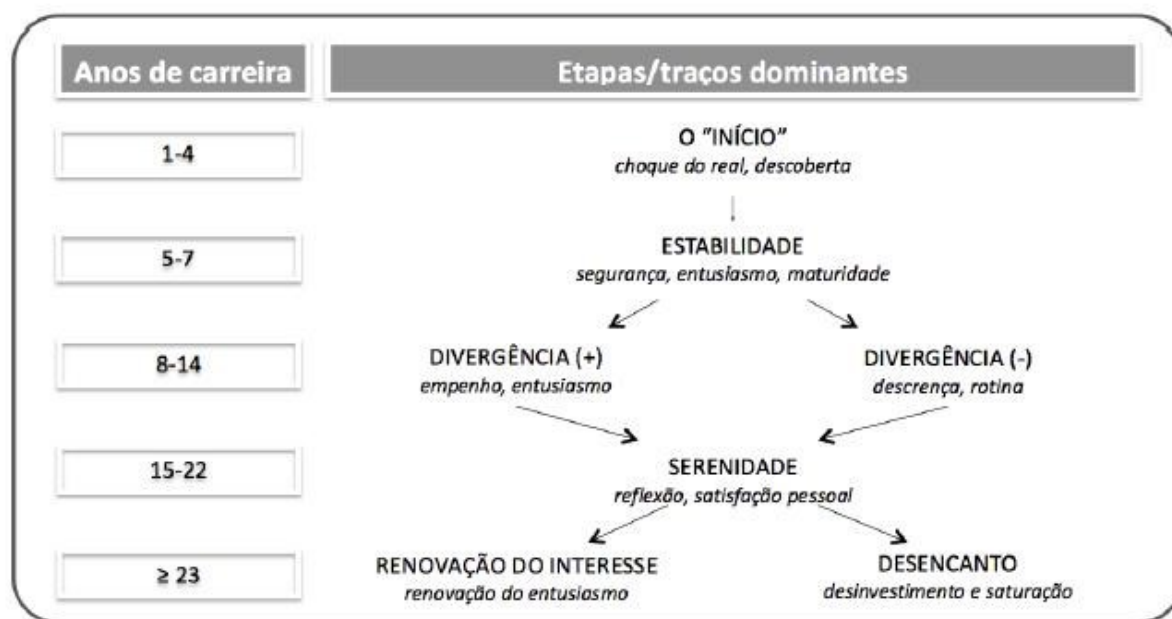 Anos de carreira
Etapas/traços dominantes
1-4
O "INÍCIO"
choque do real, descoberta
5-7
ESTABILIDADE
segurança, entusiasmo, maturidade
8-14
DIVERGÊNCIA (+)
empenho, entusiasmo
DIVERGÊNCIA (-)
descrença, rotina
15-22
SERENIDADE
reflexão, satisfação pessoal
≥ 23
RENOVAÇÃO DO INTERESSE
renovação do entusiasmo
DESENCANTO
desinvestimento e saturação